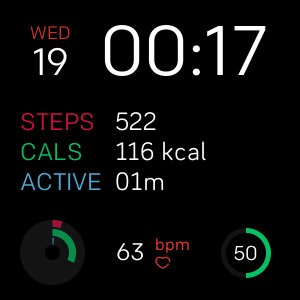 WED
19
00:17
STEPS 522
CALS 116 kcal
ACTIVE 01m
63 bpm
50